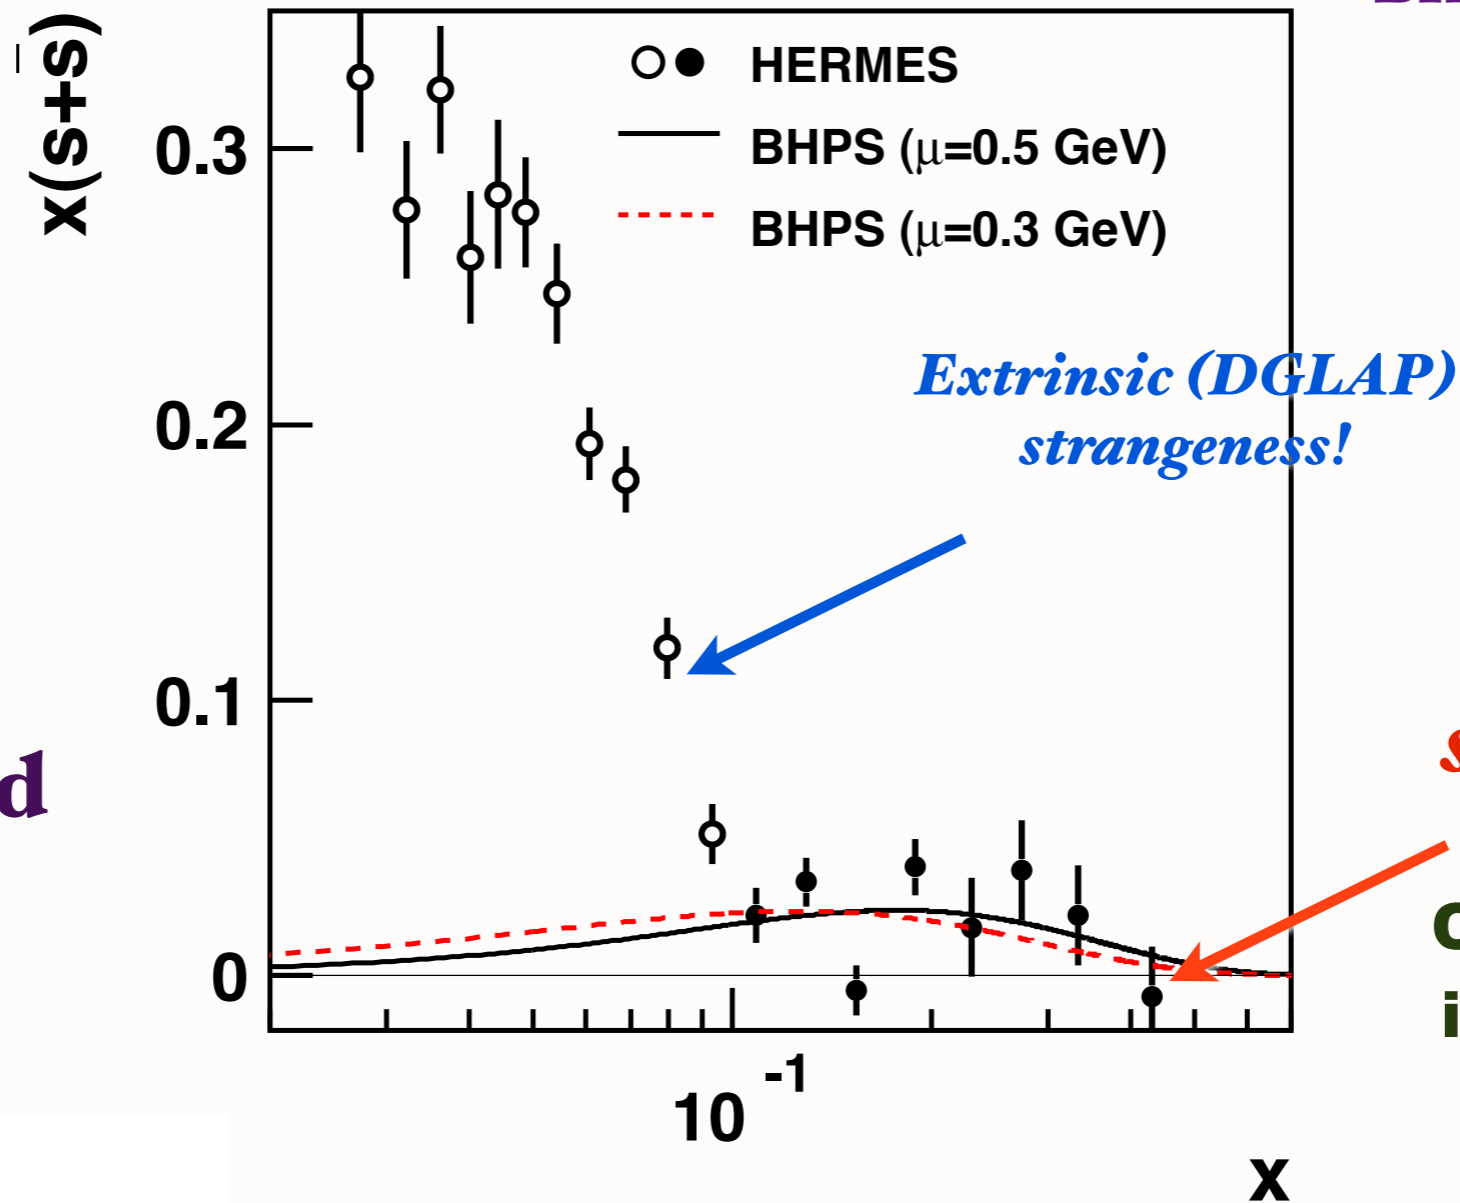 x(s+s̄)
HERMES
BHPS (μ=0.5 GeV)
BHPS (μ=0.3 GeV)
0.3
0.2
0.1
0
Extrinsic (DGLAP)
strangeness!
d
s
i
10⁻¹
x